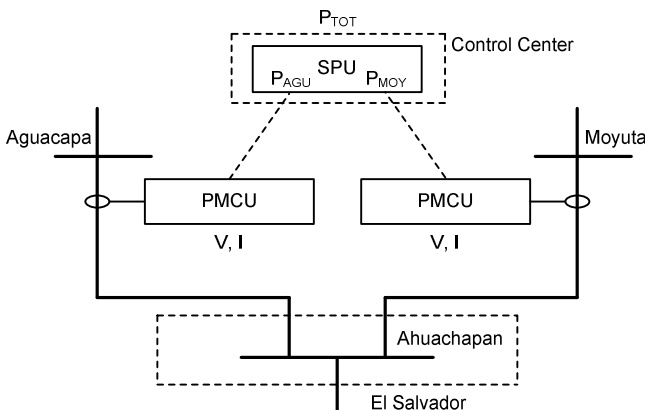 P_TOT
Control Center
SPU
P_AGU P_MOY
Aguacapa
Moyuta
PMCU
PMCU
V, I
V, I
Ahuachapan
El Salvador